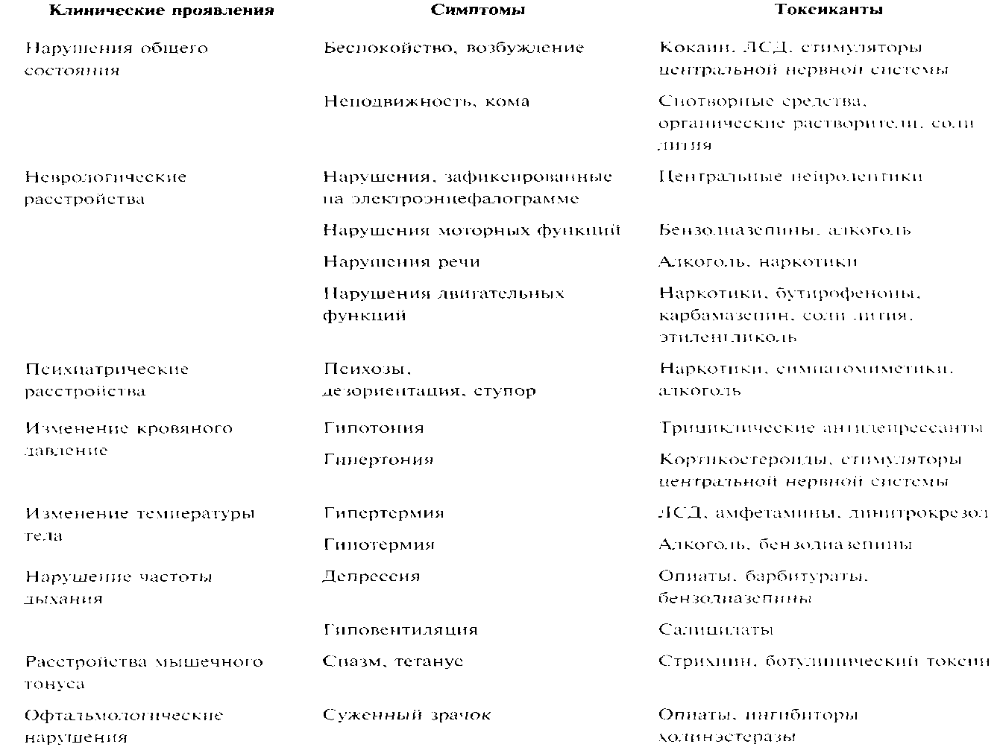 Клинические проявления Симптомы Токсиканты
Нарушения общего Беспокойство, возбуждение Кокаин, ЛСД, стимуляторы
состояния центральной нервной системы
Неподвижность, кома Снотворные средства,
органические растворители, соли
лития
Неврологические Нарушения, зафиксированные Центральные нейролептики
расстройства на электроэнцефалограмме
Нарушения моторных функций Бензодиазепины, алкоголь
Нарушения речи Алкоголь, наркотики
Нарушения двигательных Наркотики, бутирофеноны,
функций карбамазепин, соли лития,
этиленгликоль
Психиатрические Психозы, Наркотики, симпатомиметики,
расстройства дезориентация, ступор алкоголь
Изменение кровяного Гипотония Трициклические антидепрессанты
давление
Гипертония Кортикостероиды, стимуляторы
центральной нервной системы
Изменение температуры Гипертермия ЛСД, амфетамины, динитрокрезол
тела
Гипотермия Алкоголь, бензодиазепины
Нарушение частоты Депрессия Опиаты, барбитураты,
дыхания бензодиазепины
Гиповентиляция Салицилаты
Расстройства мышечного Спазм, тетанус Стрихнин, ботулинический токсин
тонуса
Офтальмологические Суженный зрачок Опиаты, ингибиторы
нарушения холинэстеразы